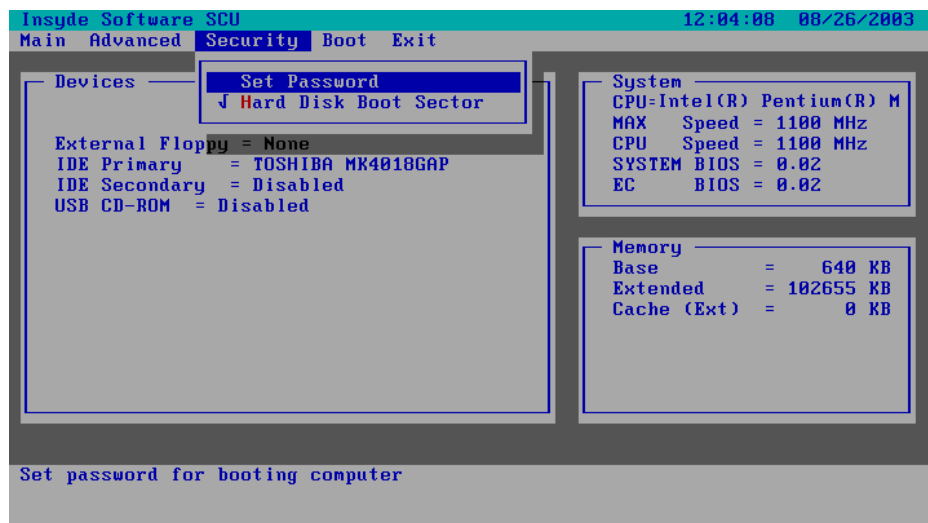 Insyde Software SCU 12:04:08 08/26/2003
Main Advanced Security Boot Exit
Devices
Set Password
√ Hard Disk Boot Sector
External Floppy = None
IDE Primary = TOSHIBA MK4018GAP
IDE Secondary = Disabled
USB CD-ROM = Disabled
System
CPU=Intel(R) Pentium(R) M
MAX Speed = 1100 MHz
CPU Speed = 1100 MHz
SYSTEM BIOS = 0.02
EC BIOS = 0.02
Memory
Base = 640 KB
Extended = 102655 KB
Cache (Ext) = 0 KB
Set password for booting computer